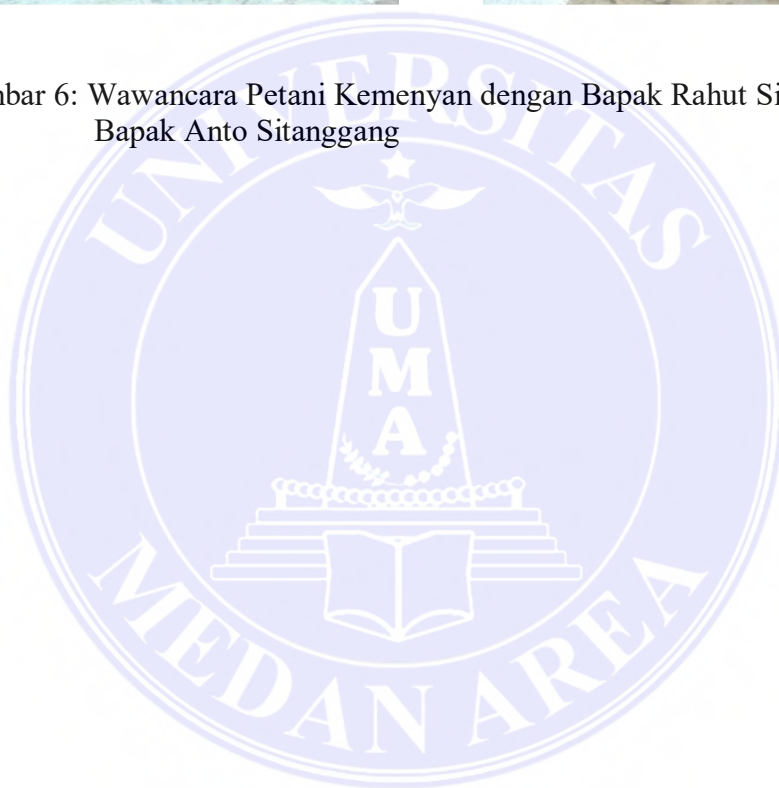 mbar 6: Wawancara Petani Kemenyan dengan Bapak Rahut Si
Bapak Anto Sitanggang
UNIVERSITAS
UMA
MEDAN AREA